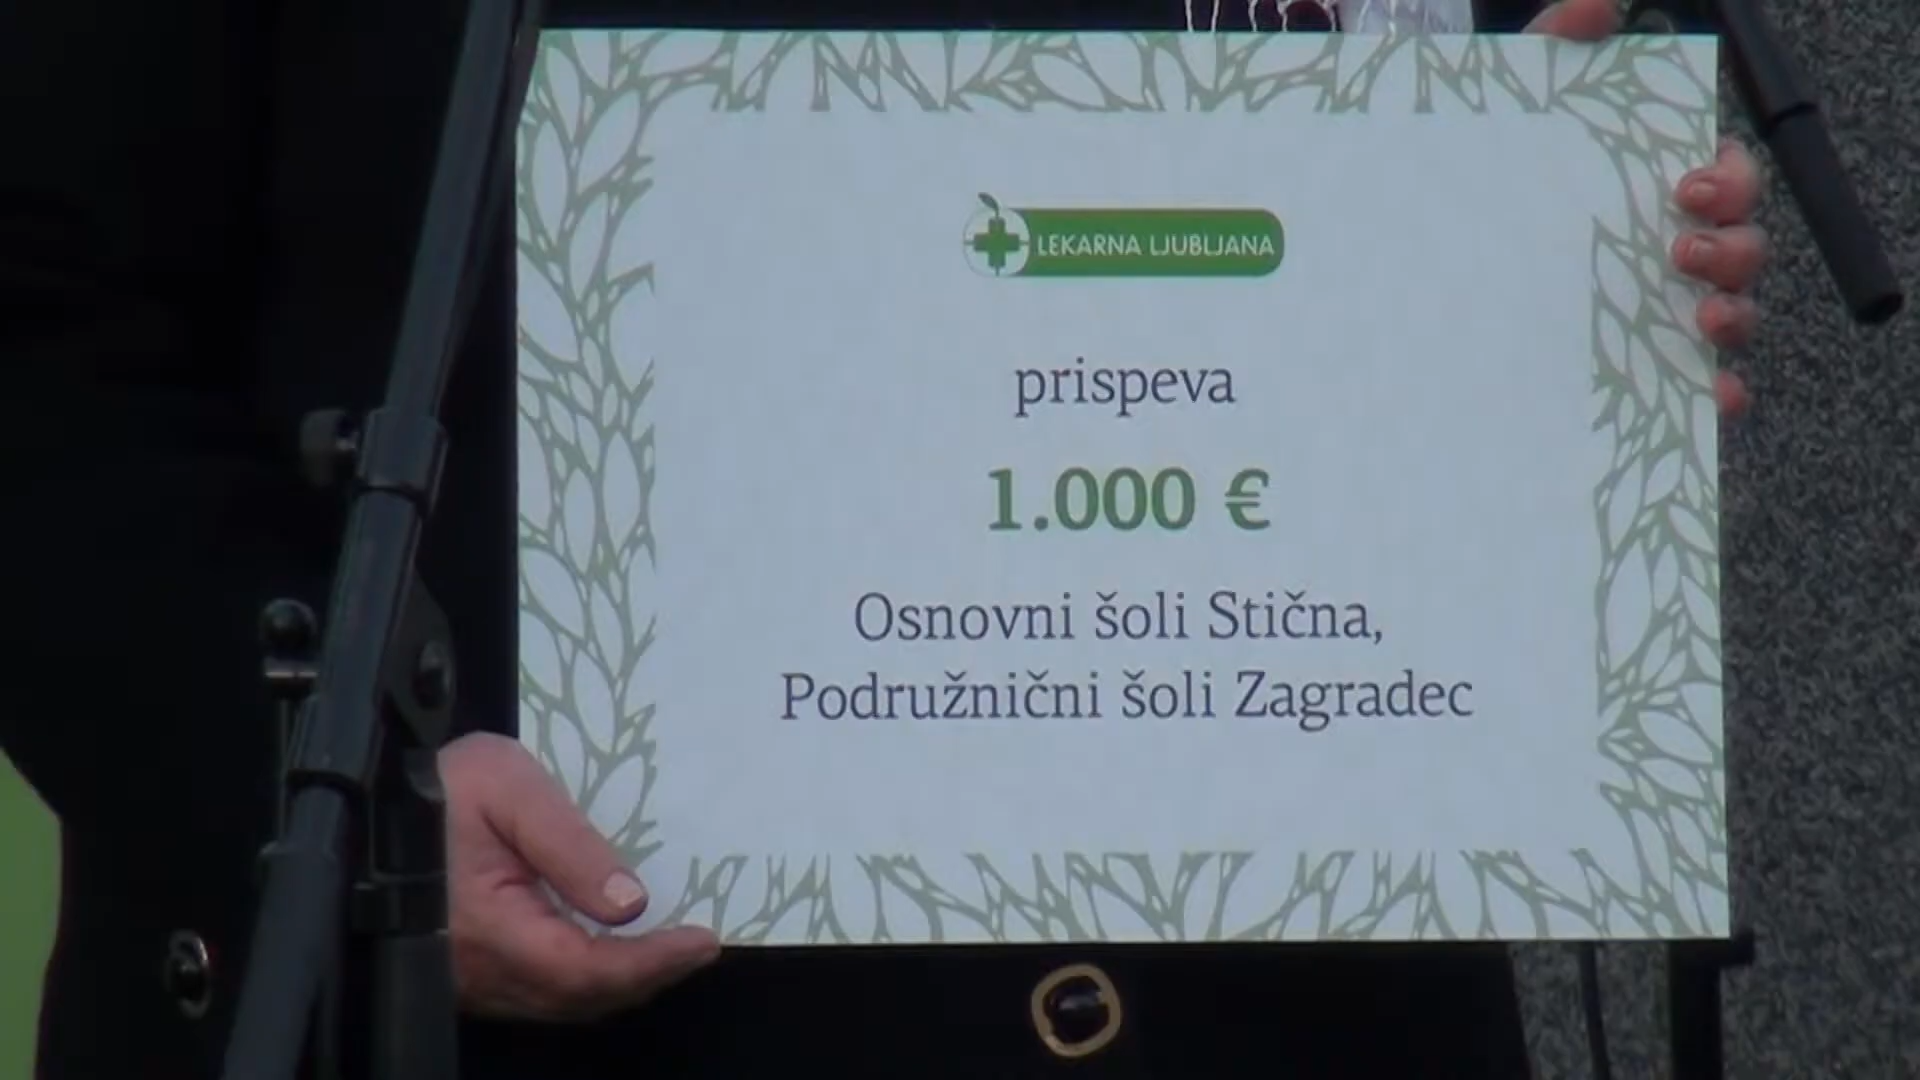 LEKARNA LJUBLJANA
prispeva
1.000 €
Osnovni šoli Stična,
Podružnični šoli Zagradec